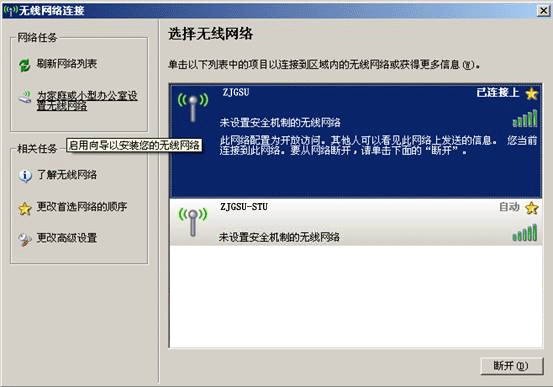 无线网络连接
网络任务
刷新网络列表
为家庭或小型办公室设
置无线网络
启用向导以安装您的无线网络
相关任务
了解无线网络
更改首选网络的顺序
更改高级设置
选择无线网络
单击以下列表中的项目以连接到区域内的无线网络或获得更多信息(W)。
ZJGSU 已连接上
未设置安全机制的无线网络
此网络配置为开放访问。其他人可以看见此网络上发送的信息。 您当前
连接到此网络。要从网络断开,请单击下面的“断开”。
ZJGSU-STU 自动
未设置安全机制的无线网络
断开(D)